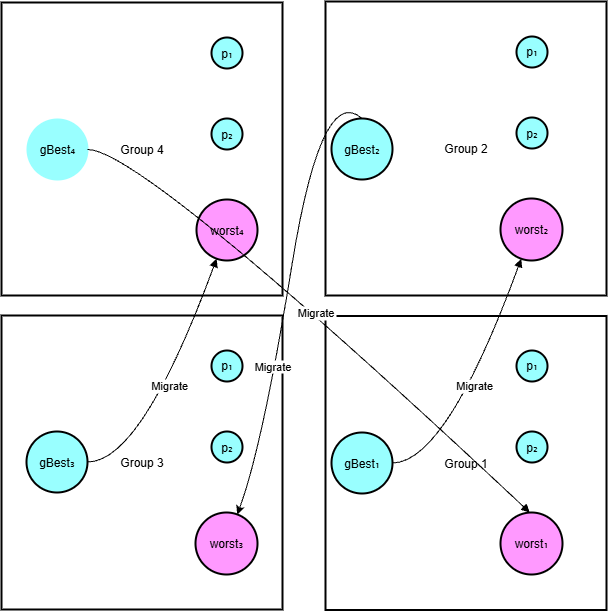 p₁
gBest₄
Group 4
p₂
worst₄
p₁
gBest₂
Group 2
p₂
worst₂
Migrate
p₁
Migrate
Migrate
gBest₃
Group 3
p₂
worst₃
p₁
Migrate
gBest₁
Group 1
p₂
worst₁